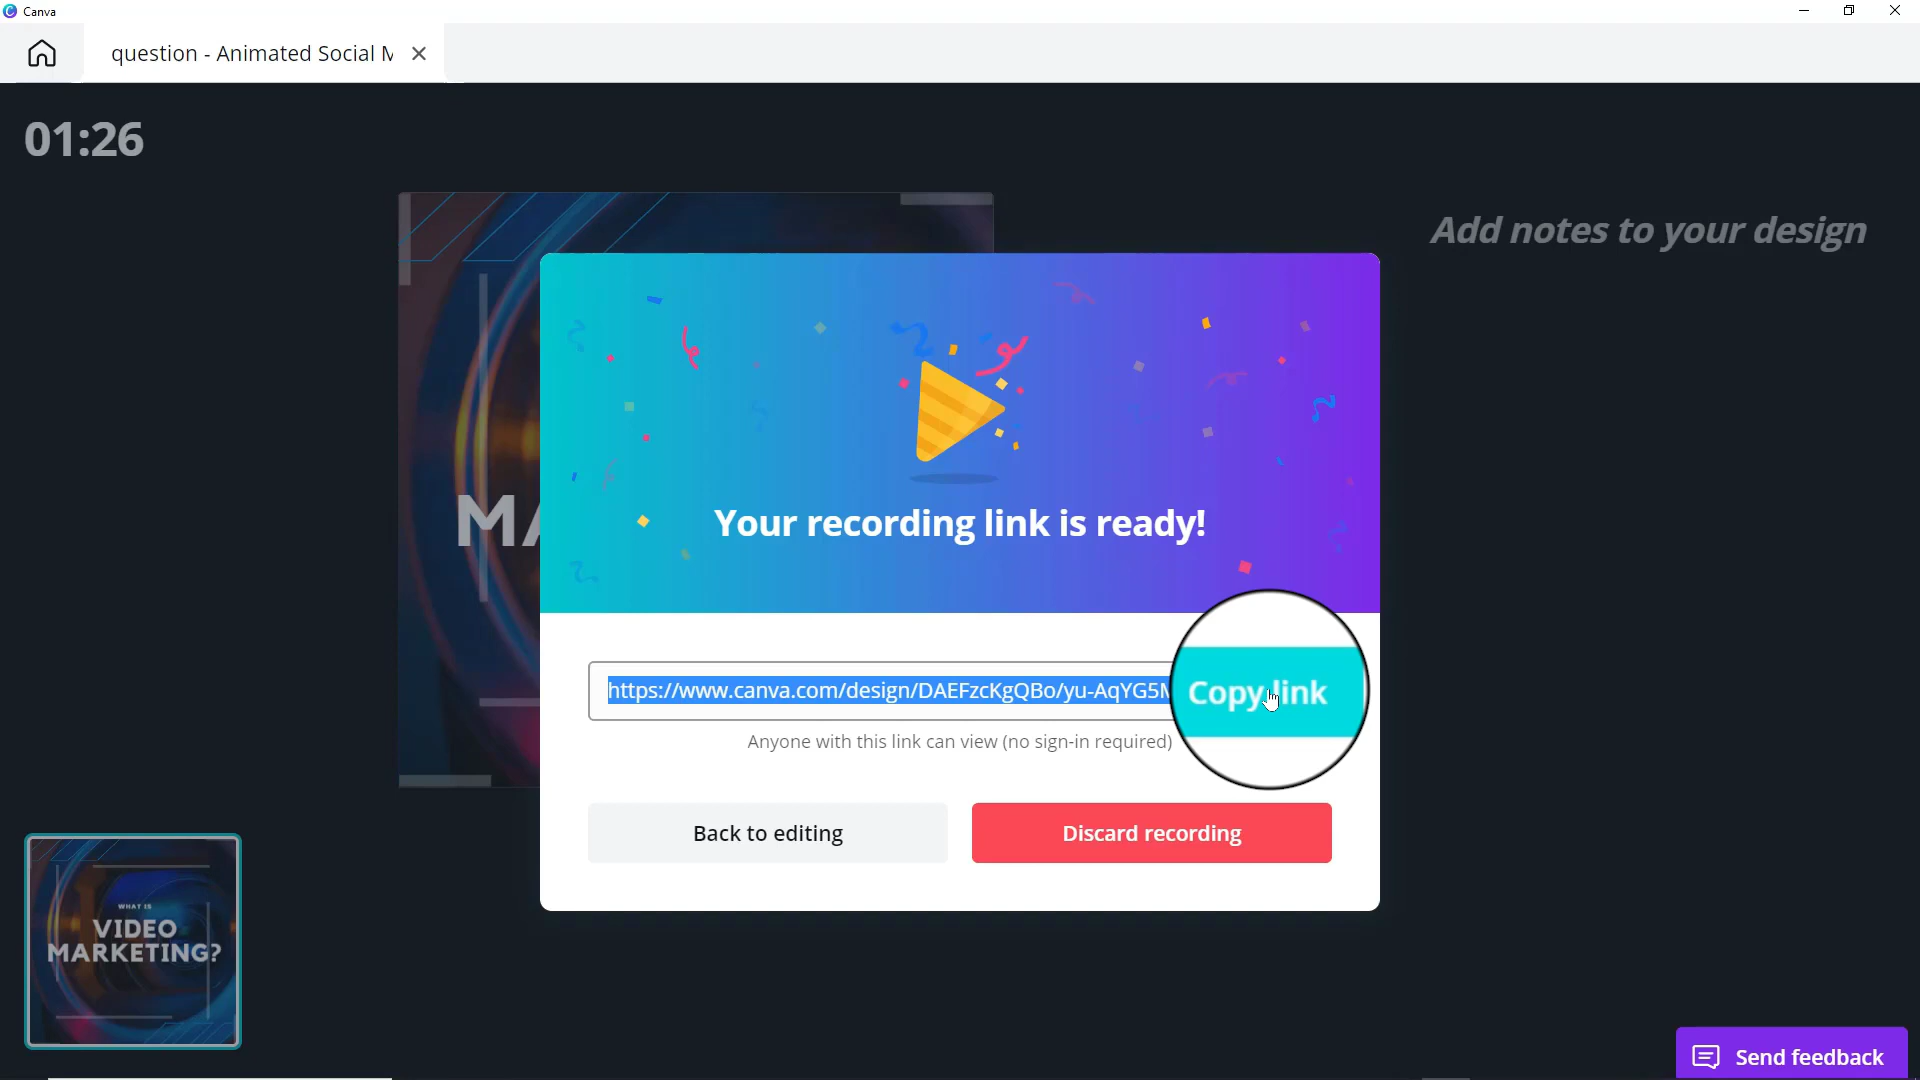 Canva
question - Animated Social M
01:26
Add notes to your design
MA
Your recording link is ready!
https://www.canva.com/design/DAEFzcKgQBo/yu-AqYG5M
Copy link
Anyone with this link can view (no sign-in required)
Back to editing
Discard recording
WHAT IS
VIDEO
MARKETING?
Send feedback